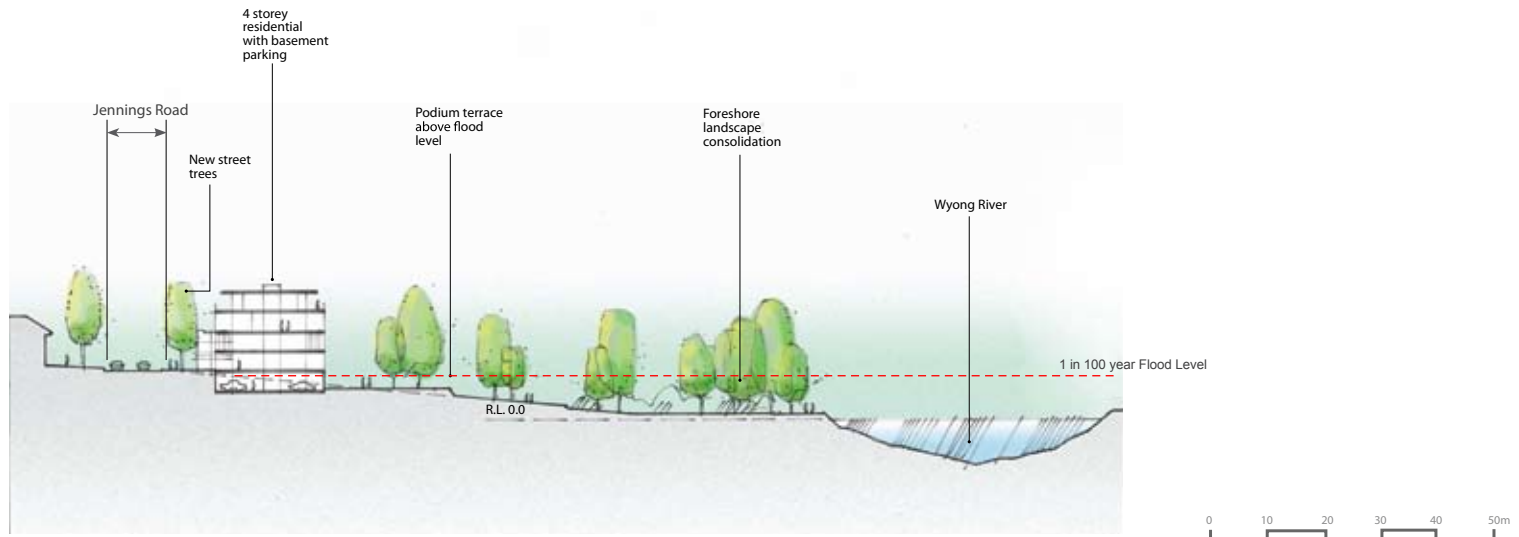 4 storey
residential
with basement
parking
Jennings Road
New street
trees
Podium terrace
above flood
level
Foreshore
landscape
consolidation
Wyong River
1 in 100 year Flood Level
R.L. 0.0
0 10 20 30 40 50m